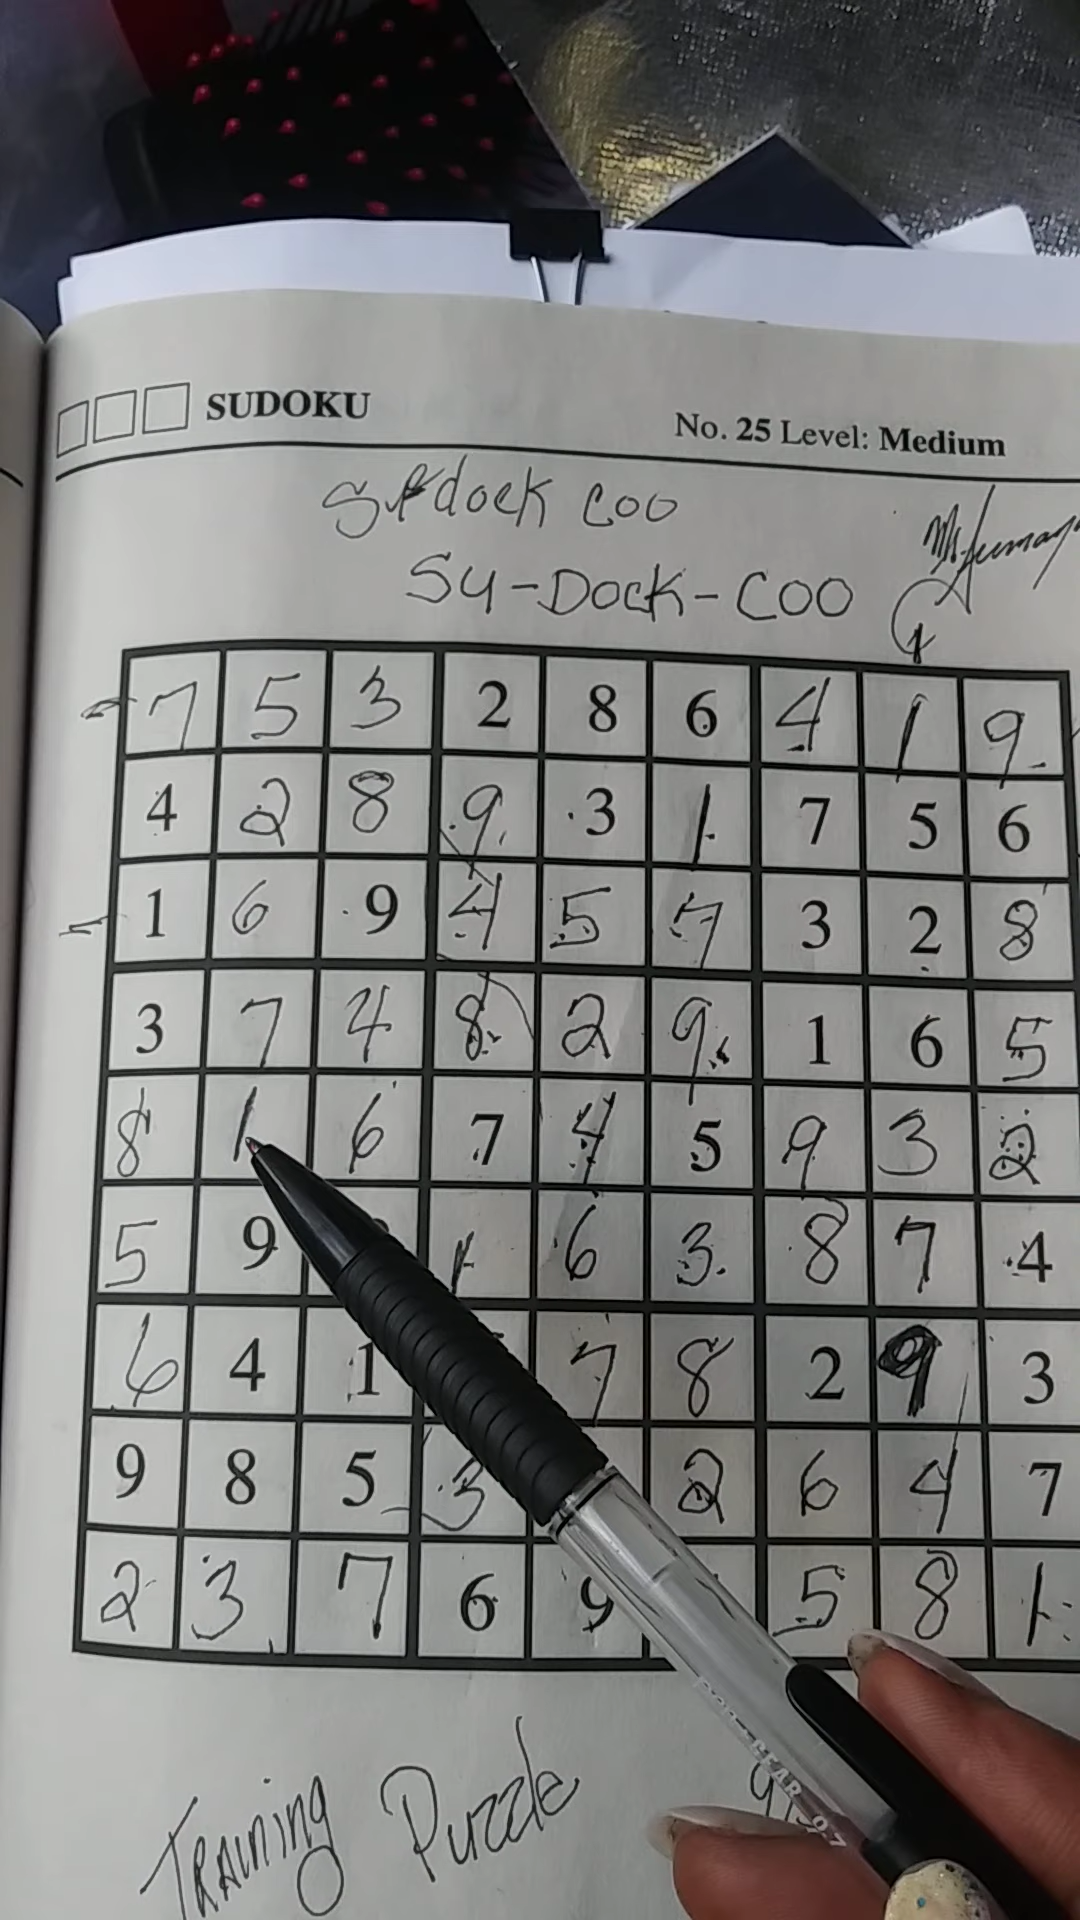 SUDOKU
No. 25 Level: Medium
Sudock coo
Su-Dock-Coo
7 5 3 2 8 6 4 1 9
4 2 8 9 3 1 7 5 6
1 6 9 4 5 7 3 2 8
3 7 4 8 2 9 1 6 5
8 1 6 7 4 5 9 3 2
5 9 1 6 3 8 7 4
6 4 1 7 8 2 9 3
9 8 5 3 2 6 4 7
2 3 7 6 9 5 8 1
Training Puzzle